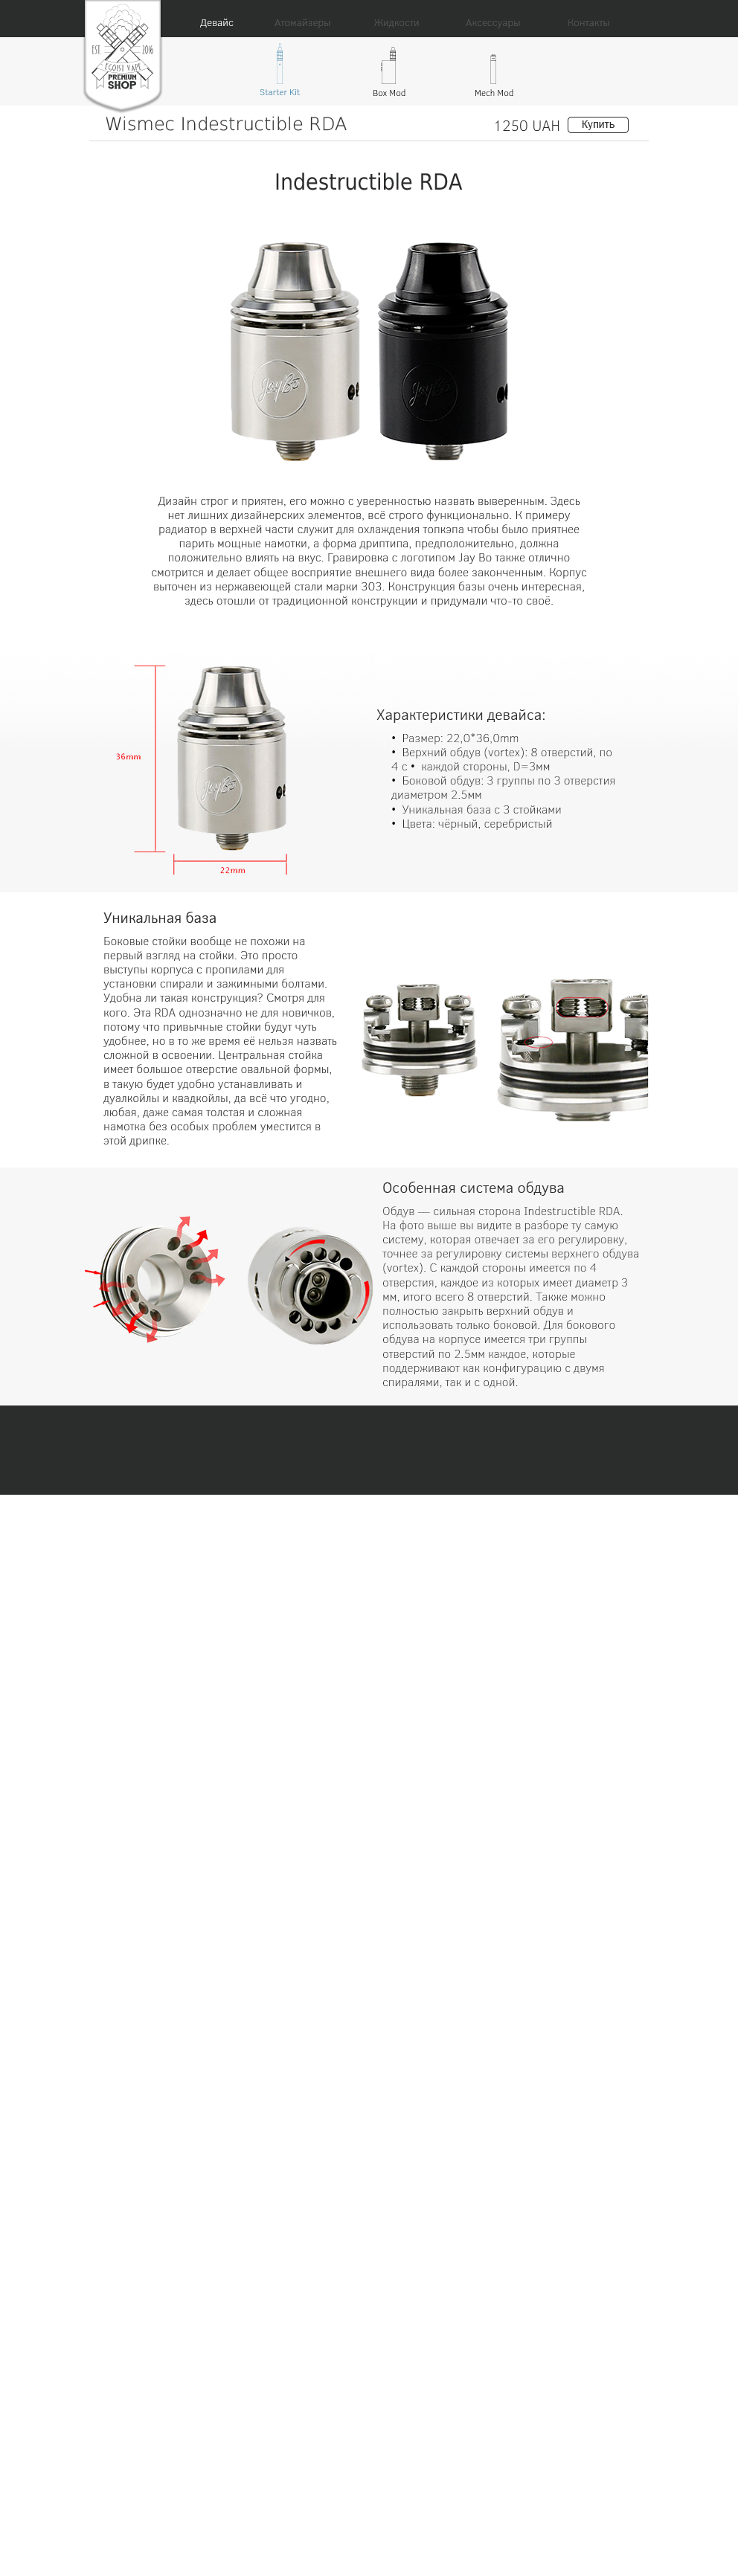 Девайс
Атомайзеры
Жидкости
Аксессуары
Контакты
EST
2016
COIST VAPE
PREMIUM
SHOP
Starter Kit
Box Mod
Mech Mod
Wismec Indestructible RDA
1250 UAH
Купить
Indestructible RDA
Jay Bo
Jay Bo
Дизайн строг и приятен, его можно с уверенностью назвать выверенным. Здесь
нет лишних дизайнерских элементов, всё строго функционально. К примеру
радиатор в верхней части служит для охлаждения топкэпа чтобы было приятнее
парить мощные намотки, а форма дриптипа, предположительно, должна
положительно влиять на вкус. Гравировка с логотипом Jay Bo также отлично
смотрится и делает общее восприятие внешнего вида более законченным. Корпус
выточен из нержавеющей стали марки 303. Конструкция базы очень интересная,
здесь отошли от традиционной конструкции и придумали что-то своё.
36mm
Jay Bo
22mm
Характеристики девайса:
• Размер: 22,0*36,0mm
• Верхний обдув (vortex): 8 отверстий, по
4 с • каждой стороны, D=3мм
• Боковой обдув: 3 группы по 3 отверстия
диаметром 2.5мм
• Уникальная база с 3 стойками
• Цвета: чёрный, серебристый
Уникальная база
Боковые стойки вообще не похожи на
первый взгляд на стойки. Это просто
выступы корпуса с пропилами для
установки спирали и зажимными болтами.
Удобна ли такая конструкция? Смотря для
кого. Эта RDA однозначно не для новичков,
потому что привычные стойки будут чуть
удобнее, но в то же время её нельзя назвать
сложной в освоении. Центральная стойка
имеет большое отверстие овальной формы,
в такую будет удобно устанавливать и
дуалкойлы и квадкойлы, да всё что угодно,
любая, даже самая толстая и сложная
намотка без особых проблем уместится в
этой дрипке.
Особенная система обдува
Обдув — сильная сторона Indestructible RDA.
На фото выше вы видите в разборе ту самую
систему, которая отвечает за его регулировку,
точнее за регулировку системы верхнего обдува
(vortex). С каждой стороны имеется по 4
отверстия, каждое из которых имеет диаметр 3
мм, итого всего 8 отверстий. Также можно
полностью закрыть верхний обдув и
использовать только боковой. Для бокового
обдува на корпусе имеется три группы
отверстий по 2.5мм каждое, которые
поддерживают как конфигурацию с двумя
спиралями, так и с одной.